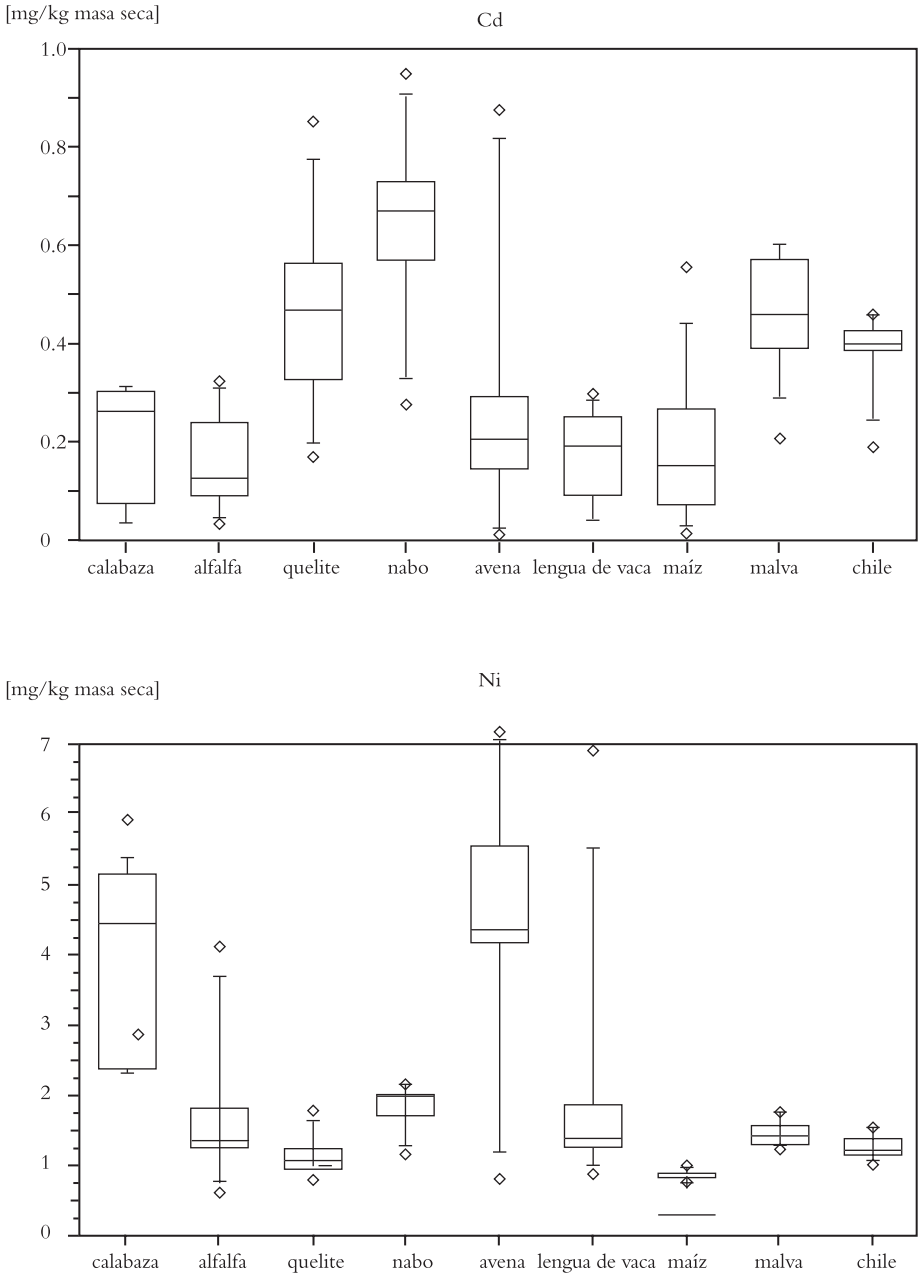 [mg/kg masa seca]
Cd
1.0
0.8
0.6
0.4
0.2
0
calabaza alfalfa quelite nabo avena lengua de vaca maíz malva chile
[mg/kg masa seca]
Ni
7
6
5
4
3
2
1
0
calabaza alfalfa quelite nabo avena lengua de vaca maíz malva chile